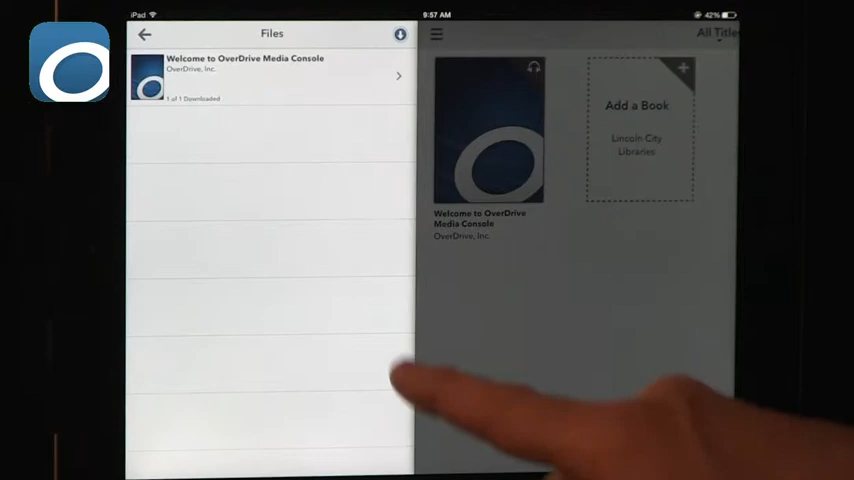 iPad
9:57 AM
42%
Files
All Titles
Welcome to OverDrive Media Console
OverDrive, Inc.
1 of 1 Downloaded
Add a Book
Lincoln City
Libraries
Welcome to OverDrive
Media Console
OverDrive, Inc.